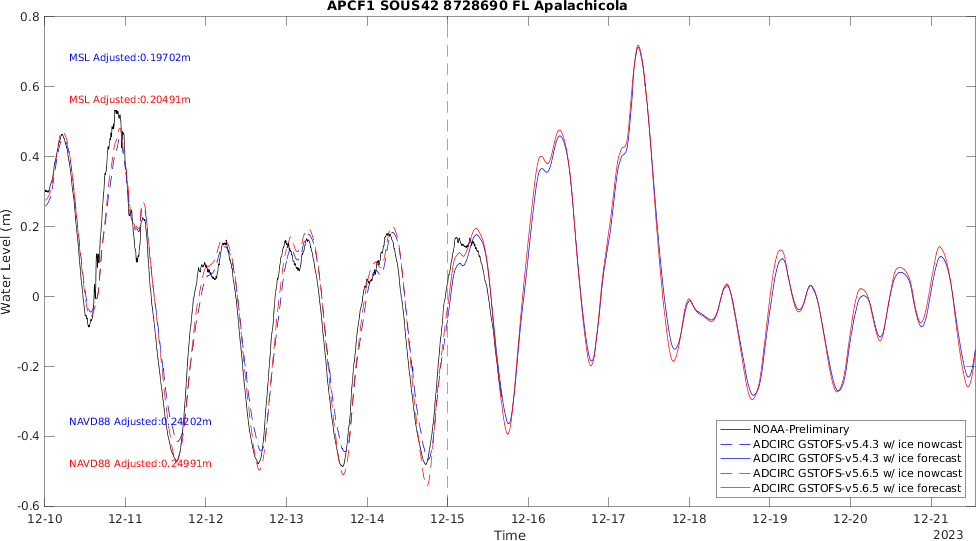 APCF1 SOUS42 8728690 FL Apalachicola
0.8
0.6
0.4
0.2
0
-0.2
-0.4
-0.6
Water Level (m)
MSL Adjusted:0.19702m
MSL Adjusted:0.20491m
NAVD88 Adjusted:0.24202m
NAVD88 Adjusted:0.24991m
NOAA-Preliminary
ADCIRC GSTOFS-v5.4.3 w/ ice nowcast
ADCIRC GSTOFS-v5.4.3 w/ ice forecast
ADCIRC GSTOFS-v5.6.5 w/ ice nowcast
ADCIRC GSTOFS-v5.6.5 w/ ice forecast
12-10 12-11 12-12 12-13 12-14 12-15 12-16 12-17 12-18 12-19 12-20 12-21
Time
2023